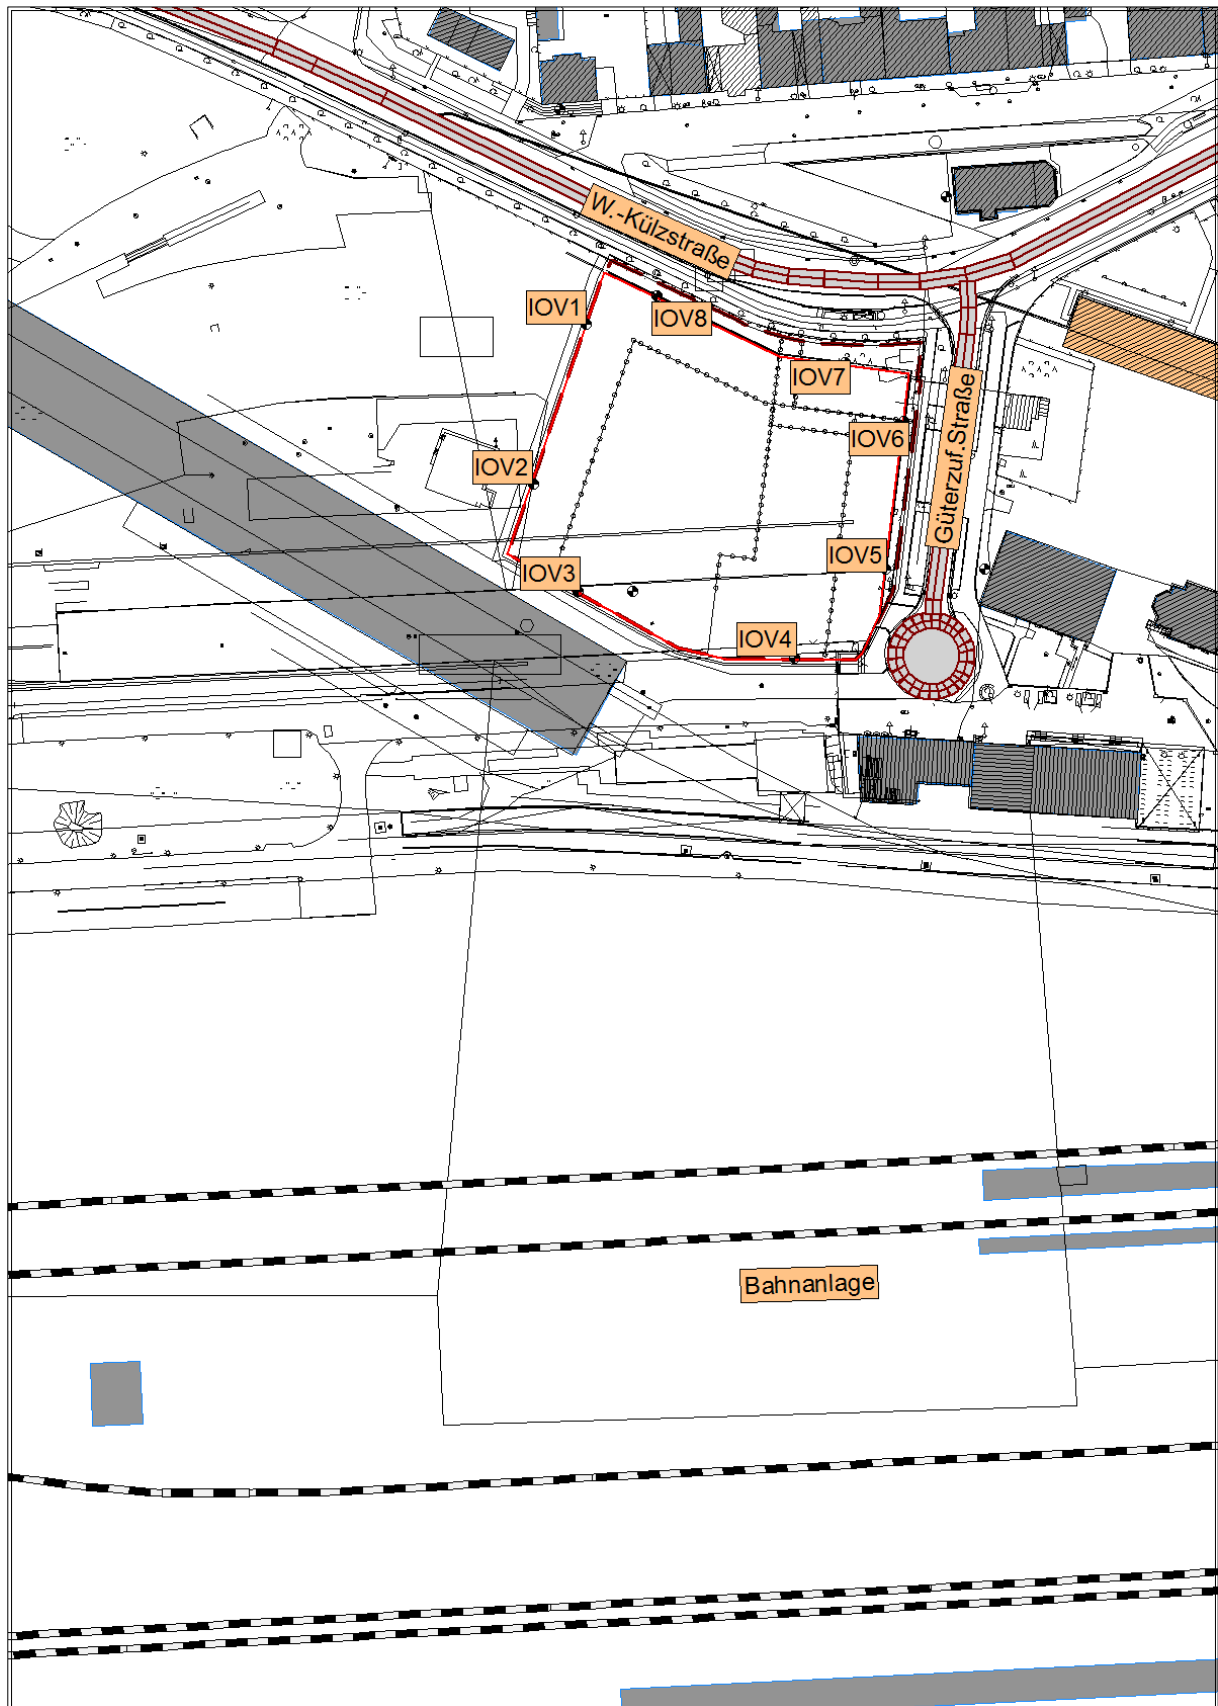 W.-Külzstraße
IOV1
IOV8
IOV7
Güterzuf.Straße
IOV6
IOV2
IOV5
IOV3
IOV4
Bahnanlage